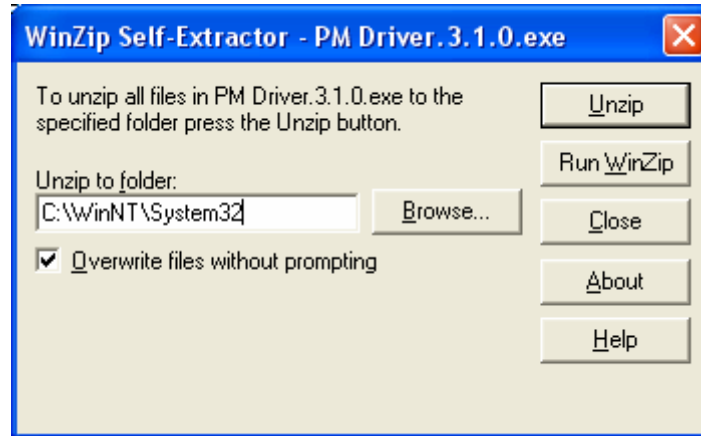 WinZip Self-Extractor - PM Driver.3.1.0.exe
To unzip all files in PM Driver.3.1.0.exe to the
specified folder press the Unzip button.
Unzip to folder:
C:\WinNT\System32
Browse...
Overwrite files without prompting
Unzip
Run WinZip
Close
About
Help